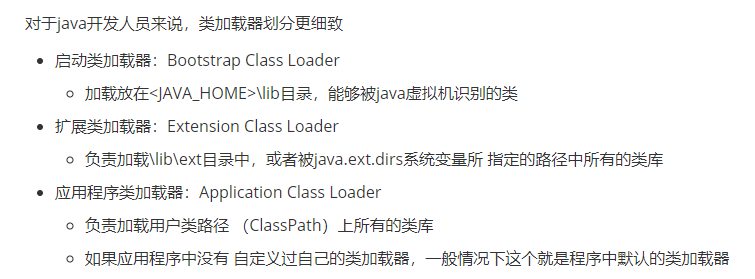 对于java开发人员来说，类加载器划分更细致
启动类加载器：Bootstrap Class Loader
加载放在<JAVA_HOME>\lib目录，能够被java虚拟机识别的类
扩展类加载器：Extension Class Loader
负责加载\lib\ext目录中，或者被java.ext.dirs系统变量所 指定的路径中所有的类库
应用程序类加载器：Application Class Loader
负责加载用户类路径 （ClassPath）上所有的类库
如果应用程序中没有 自定义过自己的类加载器，一般情况下这个就是程序中默认的类加载器